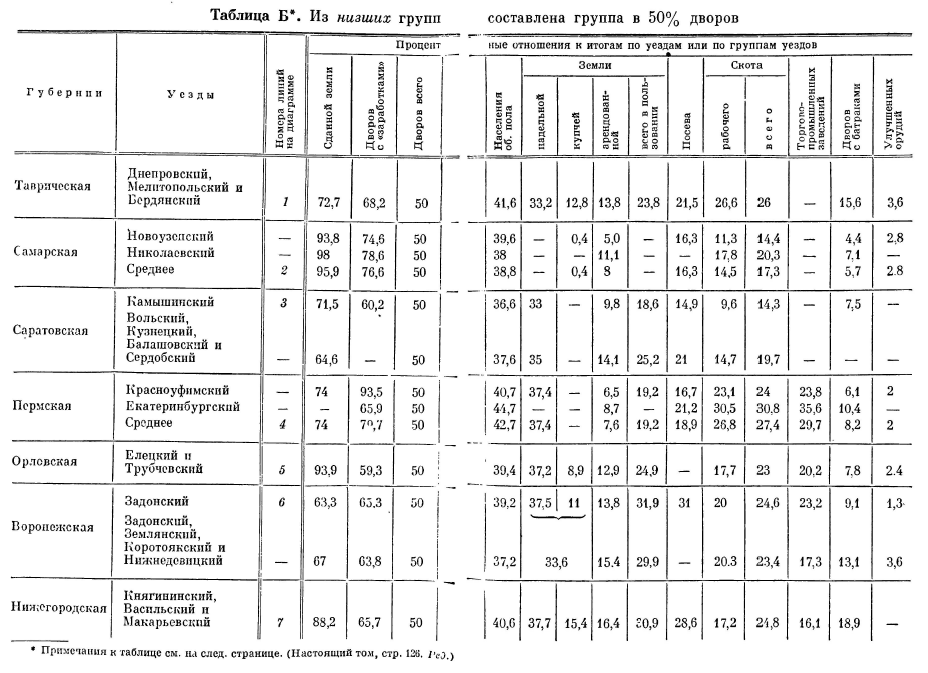 Таблица Б*. Из низших групп составлена группа в 50% дворов
Губернии Уезды Номера линий на диаграмме Процентные отношения к итогам по уездам или по группам уездов
Сданной земли Дворов с «заработками» Дворов всего Населения об. пола Земли Посева Скота Торгово-промышленных заведений Дворов с батраками Улучшенных орудий
надельной купчей арендованной всего в пользовании рабочего всего
Таврическая Днепровский,
Мелитопольский и
Бердянский 1 72,7 68,2 50 41,6 33,2 12,8 13,8 23,8 21,5 26,6 26 — 15,6 3,6
Самарская Новоузенский — 93,8 74,6 50 39,6 — 0,4 5,0 — 16,3 11,3 14,4 — 4,4 2,8
Николаевский — 98 78,6 50 38 — — 11,1 — — 17,8 20,3 — 7,1 —
Среднее 2 95,9 76,6 50 38,8 — 0,4 8 — 16,3 14,5 17,3 — 5,7 2.8
Саратовская Камышинский 3 71,5 60,2 50 36,6 33 — 9,8 18,6 14,9 9,6 14,3 — 7,5 —
Вольский,
Кузнецкий,
Балашовский и
Сердобский — 64,6 — 50 37,6 35 — 14,1 25,2 21 14,7 19,7 — — —
Пермская Красноуфимский — 74 93,5 50 40,7 37,4 — 6,5 19,2 16,7 23,1 24 23,8 6,1 2
Екатеринбургский — — 65,9 50 44,7 — — 8,7 — 21,2 30,5 30,8 35,6 10,4 —
Среднее 4 74 50 42,7 37,4 — 7,6 19,2 18,9 26,8 27,4 29,7 8,2 2
Орловская Елецкий и
Трубчевский 5 93,9 59,3 50 39,4 37,2 8,9 12,9 24,9 — 17,7 23 20,2 7,8 2.4
Воронежская Задонский 6 63,3 65.3 50 39,2 37,5 11 13,8 31,9 31 20 24,6 23,2 9,1 1,3
Задонский,
Землянский,
Коротоякский и
Нижнедевицкий — 67 63,8 50 37,2 33,6 15.4 29,9 — 20.3 23,4 17,3 13,1 3,6
Нижегородская Княгининский,
Васильский и
Макарьевский 7 88,2 65,7 50 40,6 37,7 15,4 16,4 28,6 17,2 24,8 16,1 18,9 —
* Примечания к таблице см. на след. странице. (Настоящий том, стр. 126. Ред.)